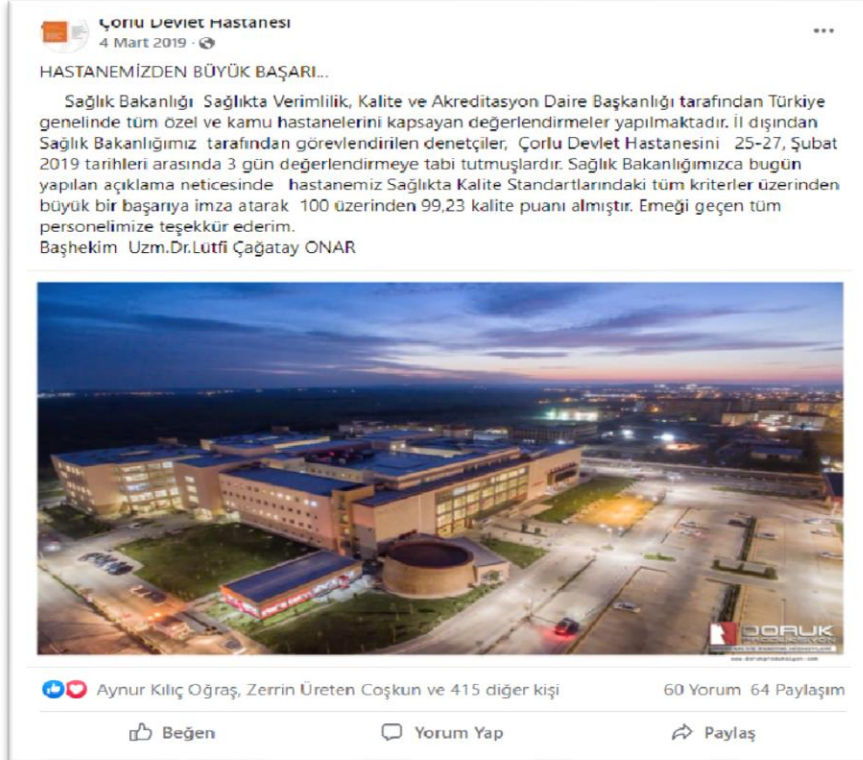 Çorlu Devlet Hastanesi
4 Mart 2019 ·
HASTANEMİZDEN BÜYÜK BAŞARI...
Sağlık Bakanlığı Sağlıkta Verimlilik, Kalite ve Akreditasyon Daire Başkanlığı tarafından Türkiye
genelinde tüm özel ve kamu hastanelerini kapsayan değerlendirmeler yapılmaktadır. İl dışından
Sağlık Bakanlığımız tarafından görevlendirilen denetçiler, Çorlu Devlet Hastanesini 25-27, Şubat
2019 tarihleri arasında 3 gün değerlendirmeye tabi tutmuşlardır. Sağlık Bakanlığımızca bugün
yapılan açıklama neticesinde hastanemiz Sağlıkta Kalite Standartlarındaki tüm kriterler üzerinden
büyük bir başarıya imza atarak 100 üzerinden 99,23 kalite puanı almıştır. Emeği geçen tüm
personelimize teşekkür ederim.
Başhekim Uzm.Dr.Lütfi Çağatay ONAR
DORUK
PRODÜKSİYON
www.dorukproduksiyon.com
Aynur Kılıç Oğraş, Zerrin Üreten Coşkun ve 415 diğer kişi
60 Yorum 64 Paylaşım
Beğen
Yorum Yap
Paylaş